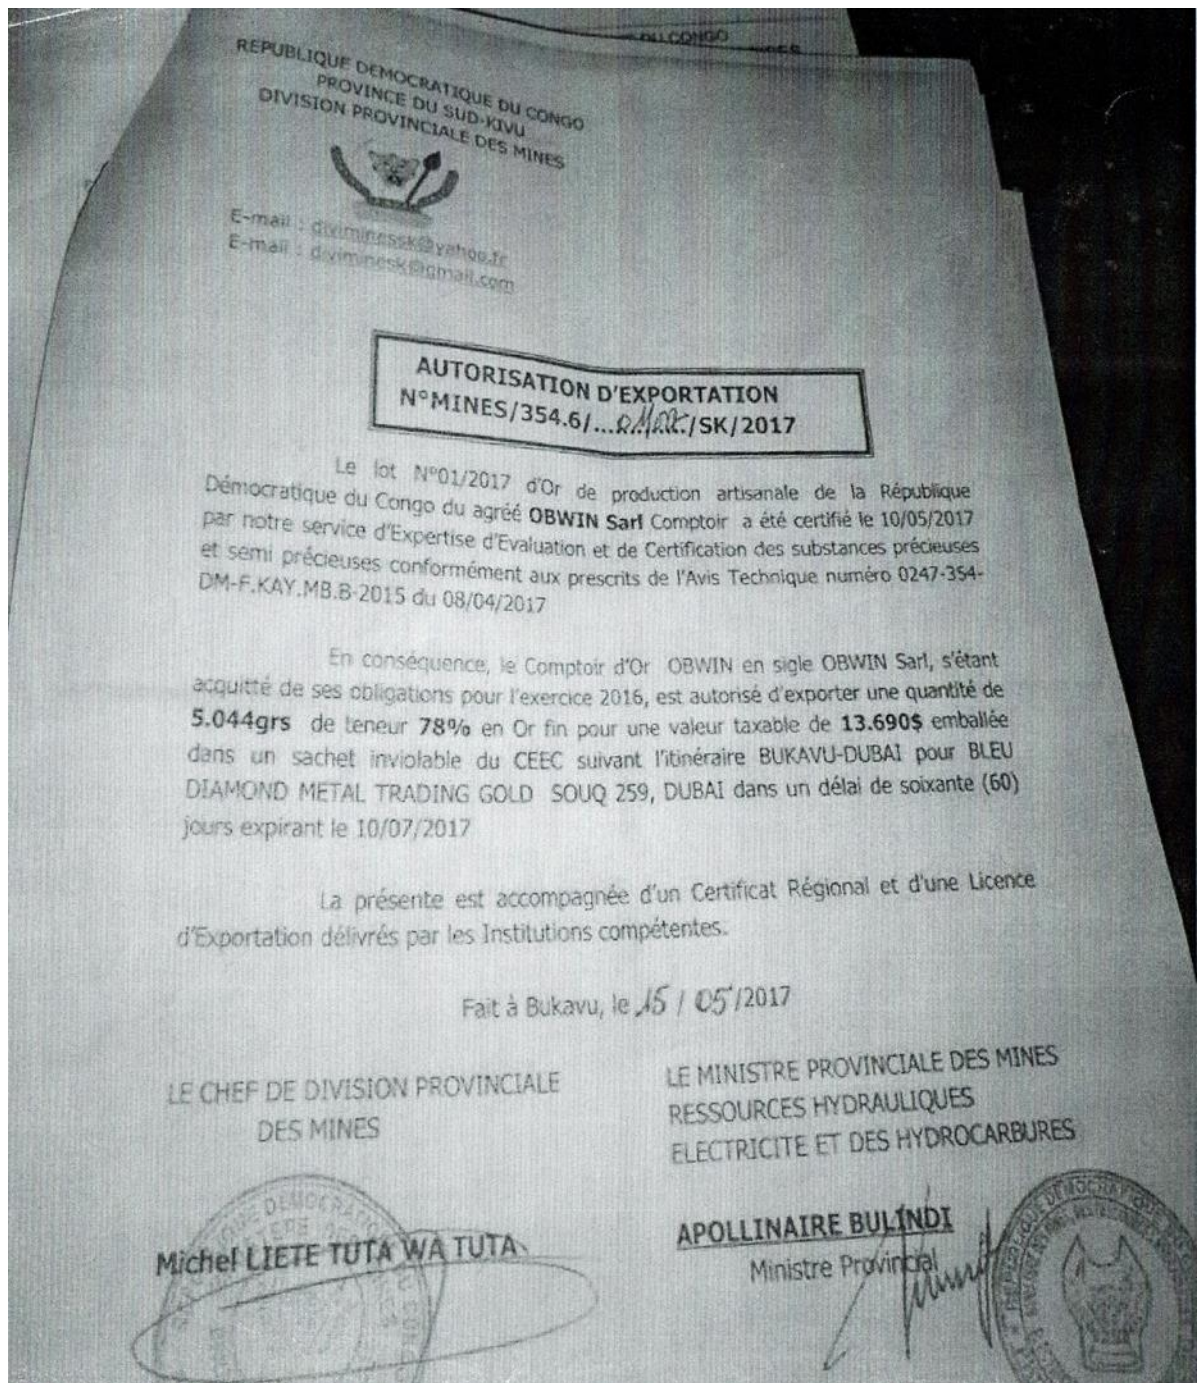 DU CONGO
REPUBLIQUE DEMOCRATIQUE DU CONGO
PROVINCE DU SUD-KIVU
DIVISION PROVINCIALE DES MINES
E-mail : diviminessk@yahoo.fr
E-mail : diviminesk@gmail.com
AUTORISATION D'EXPORTATION
N°MINES/354.6/... /SK/2017
Le lot N°01/2017 d'Or de production artisanale de la République
Démocratique du Congo du agréé OBWIN Sarl Comptoir a été certifié le 10/05/2017
par notre service d'Expertise d'Evaluation et de Certification des substances précieuses
et semi précieuses conformément aux prescrits de l'Avis Technique numéro 0247-354-
DM-F.KAY.MB.B-2015 du 08/04/2017
En conséquence, le Comptoir d'Or OBWIN en sigle OBWIN Sarl, s'étant
acquitté de ses obligations pour l'exercice 2016, est autorisé d'exporter une quantité de
5.044grs de teneur 78% en Or fin pour une valeur taxable de 13.690$ emballée
dans un sachet inviolable du CEEC suivant l'itinéraire BUKAVU-DUBAI pour BLEU
DIAMOND METAL TRADING GOLD SOUQ 259, DUBAI dans un délai de soixante (60)
jours expirant le 10/07/2017
La présente est accompagnée d'un Certificat Régional et d'une Licence
d'Exportation délivrés par les Institutions compétentes.
Fait à Bukavu, le 15 / 05/2017
LE CHEF DE DIVISION PROVINCIALE
DES MINES
LE MINISTRE PROVINCIALE DES MINES
RESSOURCES HYDRAULIQUES
ELECTRICITE ET DES HYDROCARBURES
Michel LIETE TUTA WA TUTA
APOLLINAIRE BULINDI
Ministre Provincial